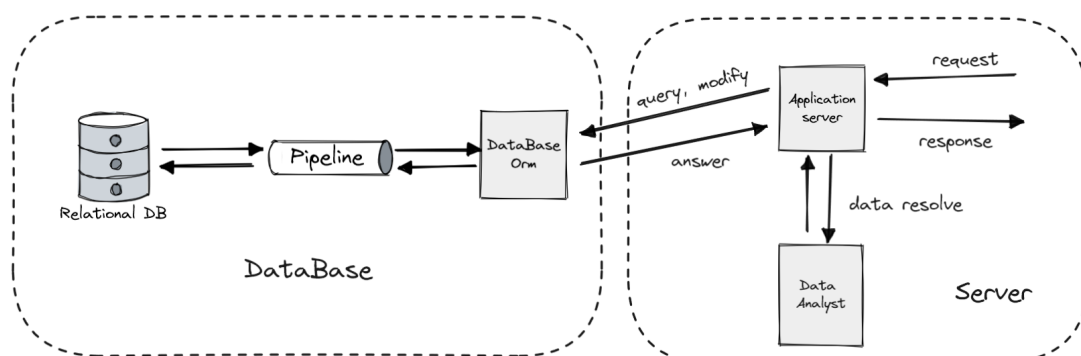 request
query, modify
Application
server
Pipeline
DataBase
Orm
answer
response
Relational DB
data resolve
DataBase
Data
Analyst
Server